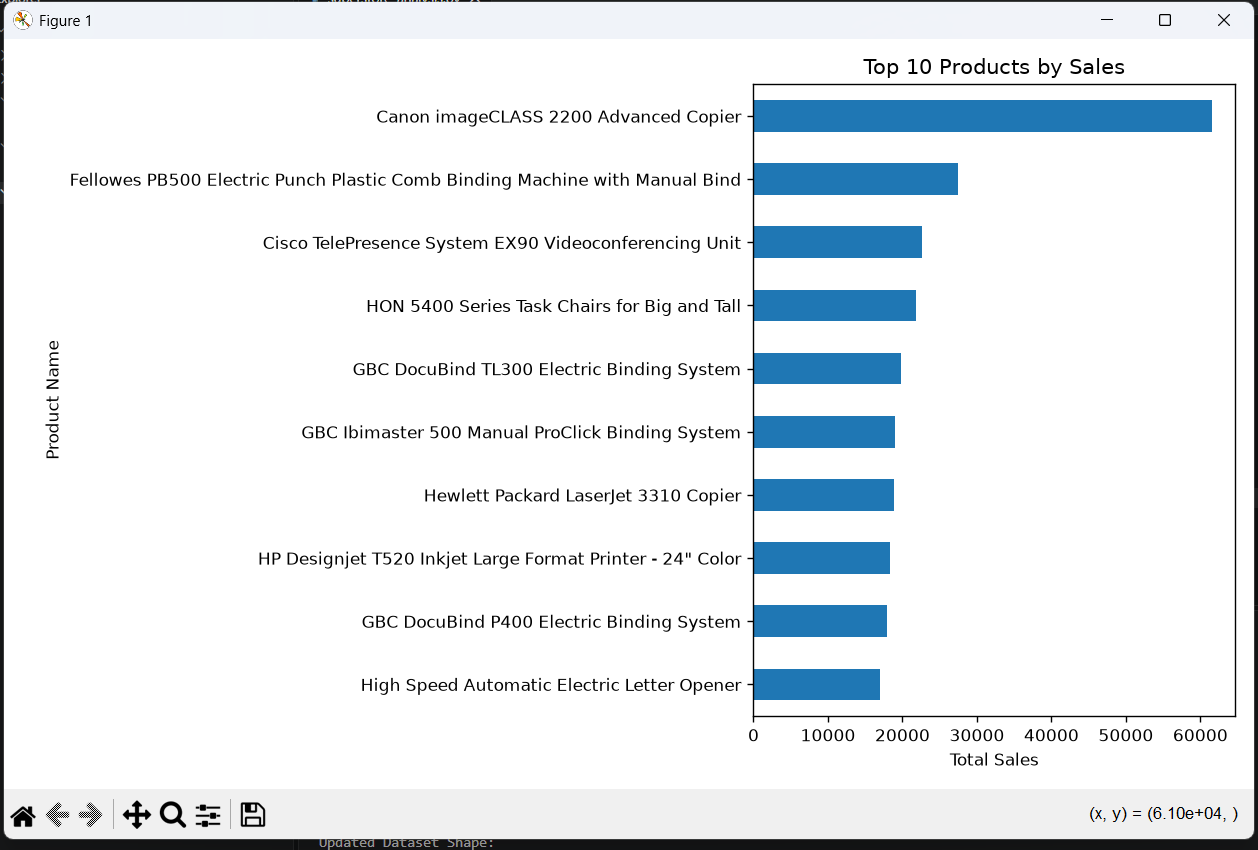 Figure 1
Top 10 Products by Sales
Canon imageCLASS 2200 Advanced Copier
Fellowes PB500 Electric Punch Plastic Comb Binding Machine with Manual Bind
Cisco TelePresence System EX90 Videoconferencing Unit
HON 5400 Series Task Chairs for Big and Tall
GBC DocuBind TL300 Electric Binding System
GBC Ibimaster 500 Manual ProClick Binding System
Hewlett Packard LaserJet 3310 Copier
HP Designjet T520 Inkjet Large Format Printer - 24" Color
GBC DocuBind P400 Electric Binding System
High Speed Automatic Electric Letter Opener
Product Name
0 10000 20000 30000 40000 50000 60000
Total Sales
(x, y) = (6.10e+04, )
Updated Dataset Shape: